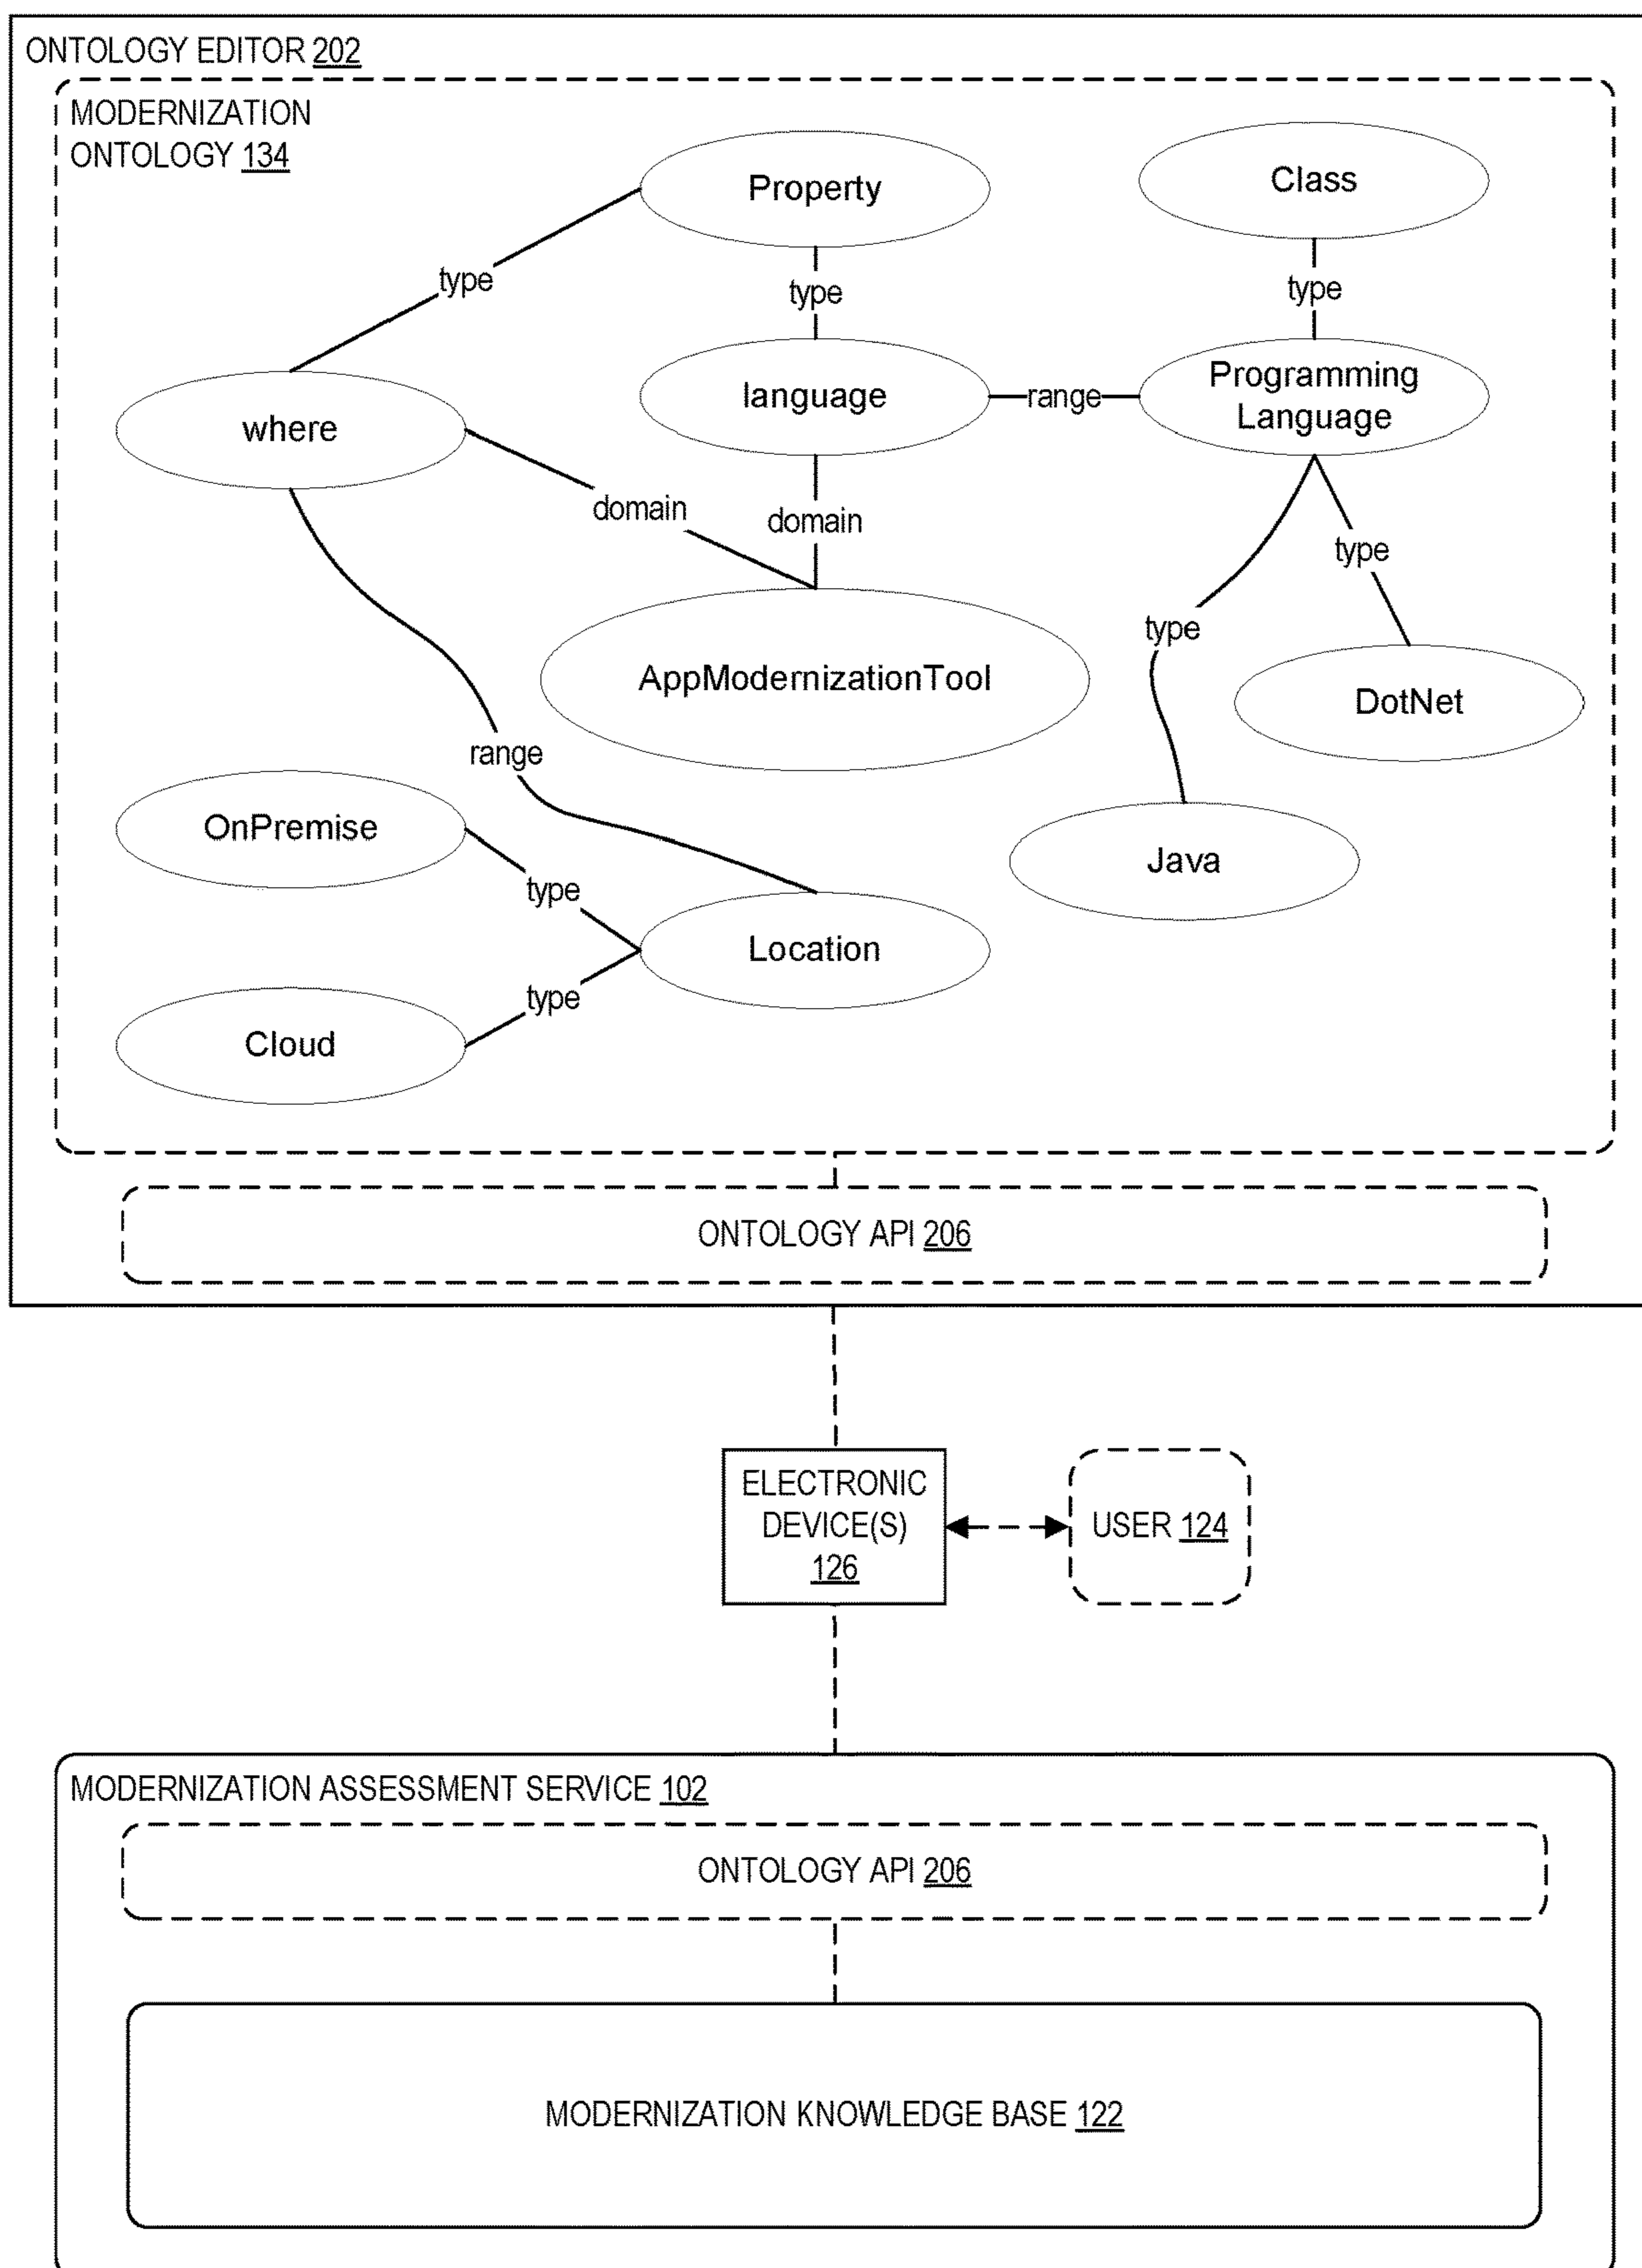 ONTOLOGY EDITOR 202
MODERNIZATION
ONTOLOGY 134
Property
Class
type
type
type
where
language
range
Programming
Language
domain
domain
type
type
AppModernizationTool
DotNet
range
OnPremise
Java
type
Location
type
Cloud
ONTOLOGY API 206
ELECTRONIC
DEVICE(S)
126
USER 124
MODERNIZATION ASSESSMENT SERVICE 102
ONTOLOGY API 206
MODERNIZATION KNOWLEDGE BASE 122